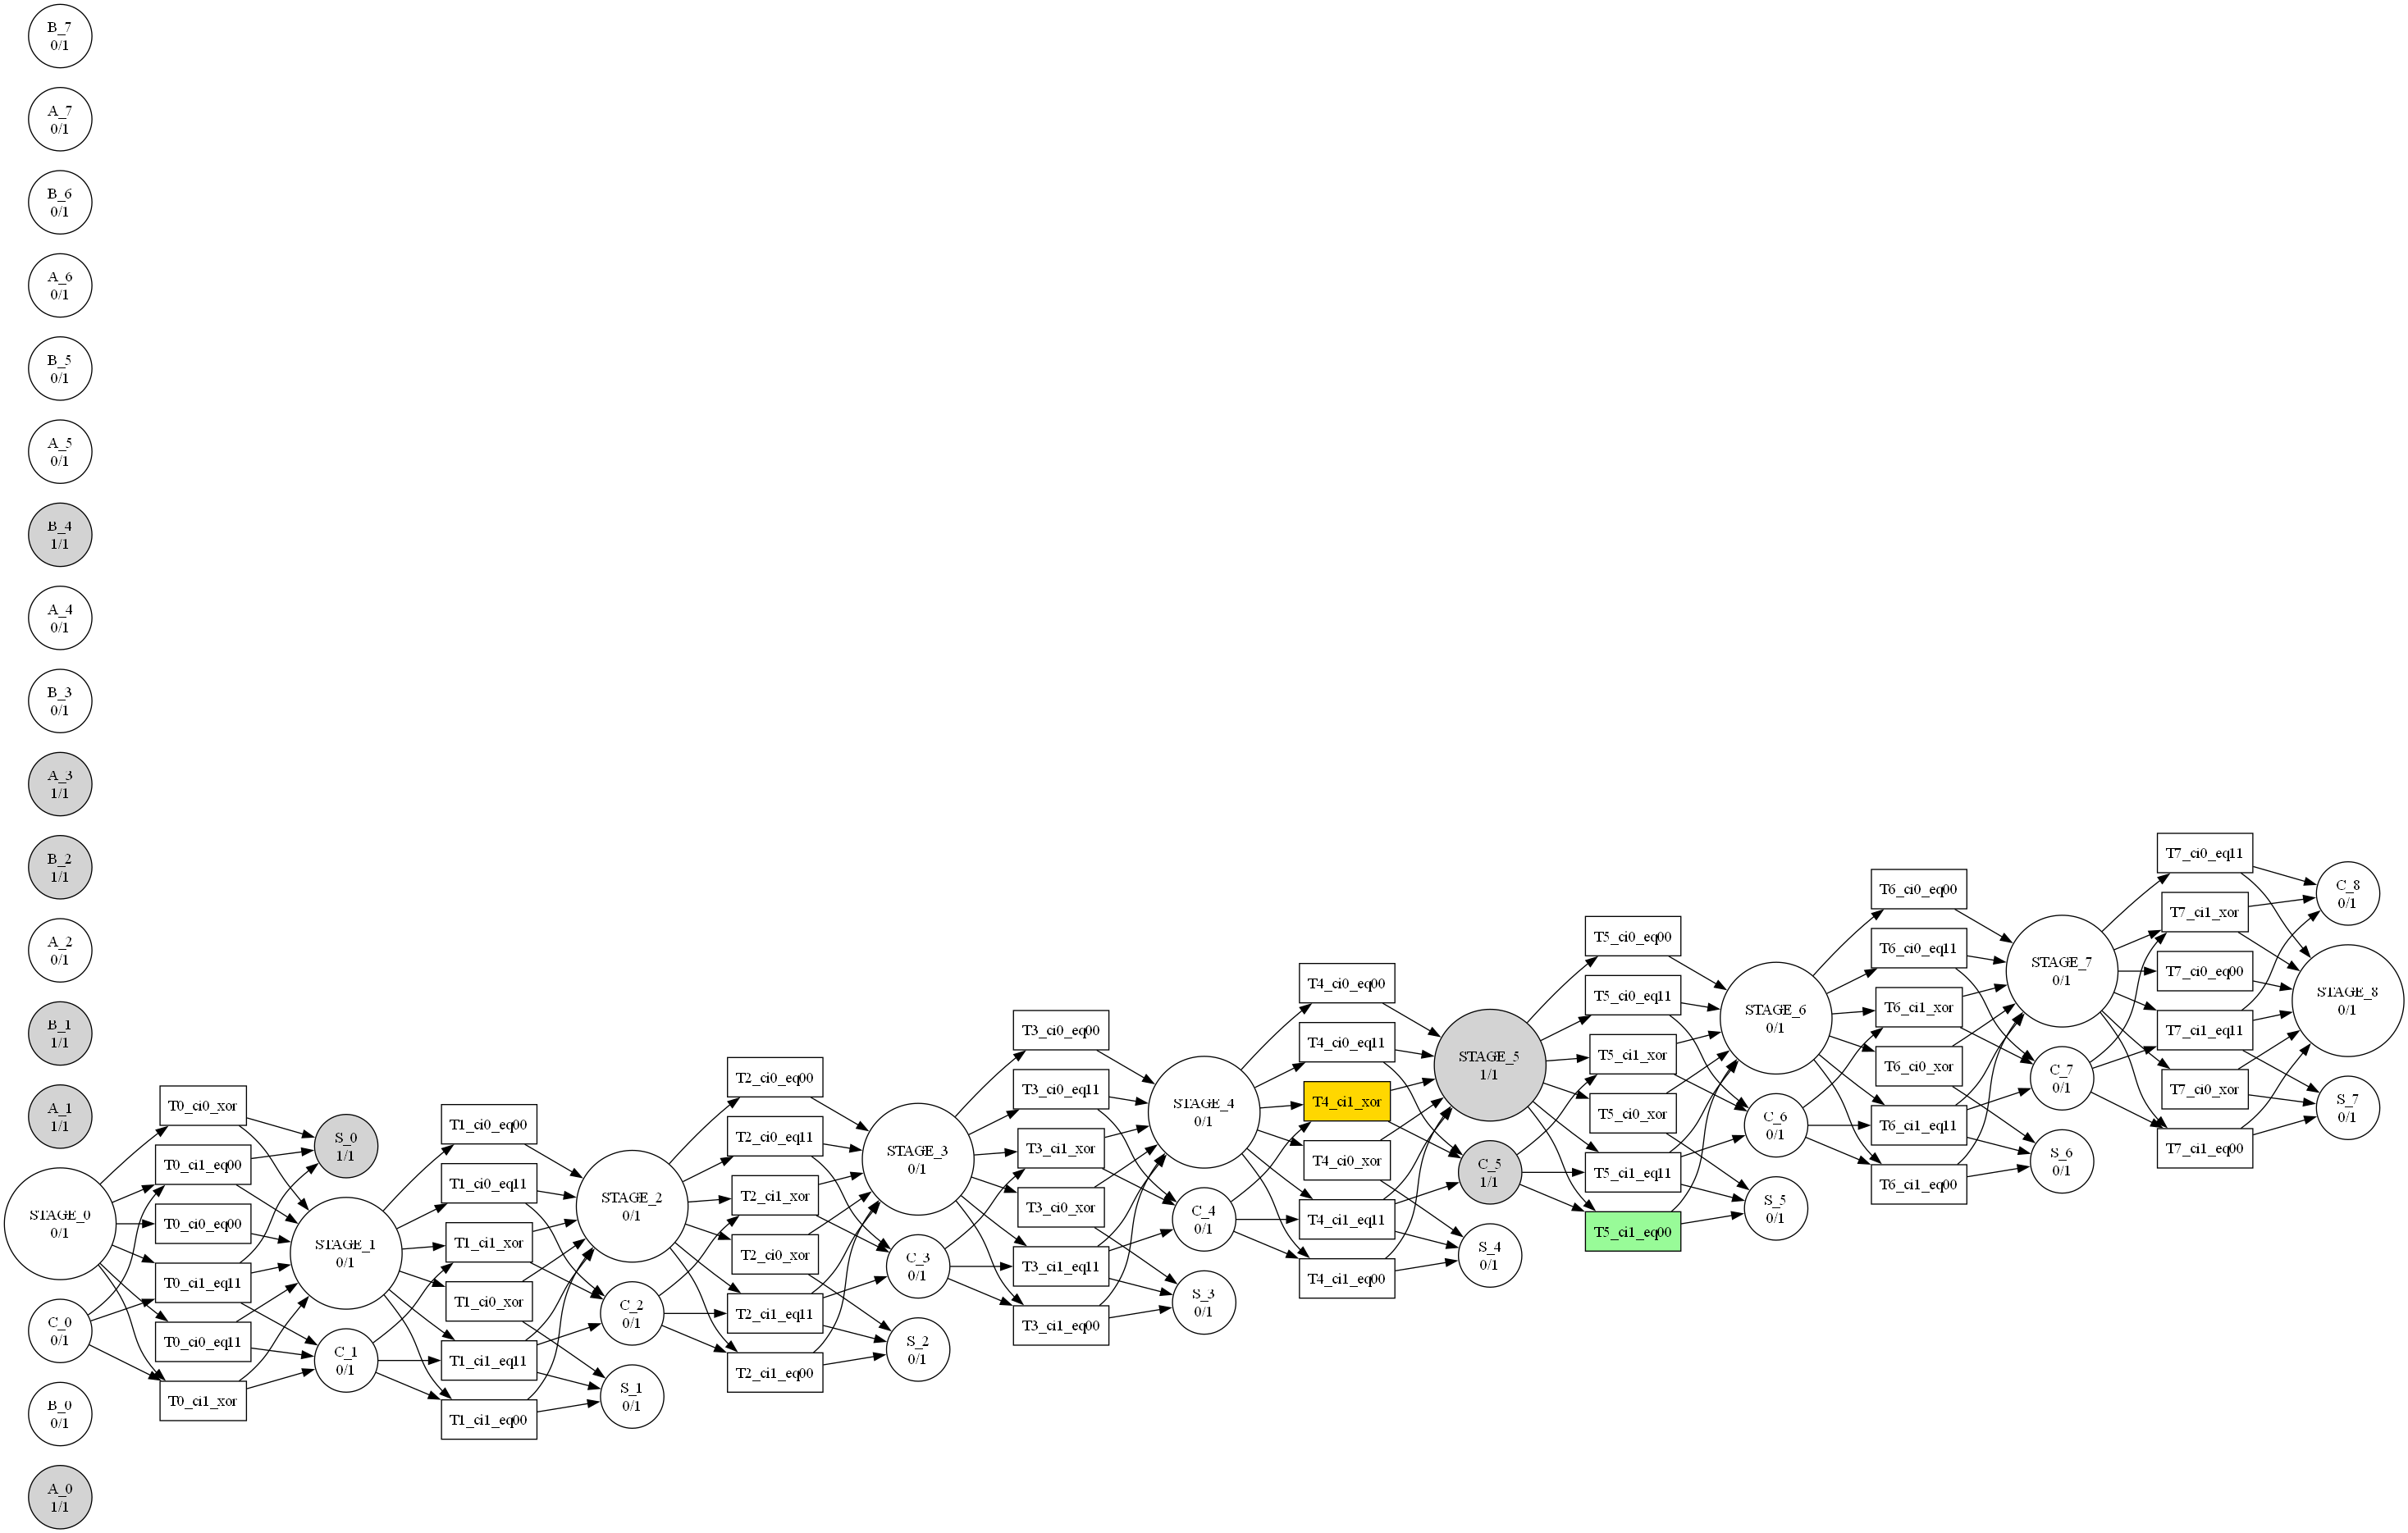 B_7
0/1
A_7
0/1
B_6
0/1
A_6
0/1
B_5
0/1
A_5
0/1
B_4
1/1
A_4
0/1
B_3
0/1
A_3
1/1
B_2
1/1
A_2
0/1
B_1
1/1
A_1
1/1
STAGE_0
0/1
C_0
0/1
B_0
0/1
A_0
1/1
T0_ci0_xor
T0_ci1_eq00
T0_ci0_eq00
T0_ci1_eq11
T0_ci0_eq11
T0_ci1_xor
S_0
1/1
STAGE_1
0/1
C_1
0/1
T1_ci0_eq00
T1_ci0_eq11
T1_ci1_xor
T1_ci0_xor
T1_ci1_eq11
T1_ci1_eq00
STAGE_2
0/1
C_2
0/1
S_1
0/1
T2_ci0_eq00
T2_ci0_eq11
T2_ci1_xor
T2_ci0_xor
T2_ci1_eq11
T2_ci1_eq00
STAGE_3
0/1
C_3
0/1
S_2
0/1
T3_ci0_eq00
T3_ci0_eq11
T3_ci1_xor
T3_ci0_xor
T3_ci1_eq11
T3_ci1_eq00
STAGE_4
0/1
C_4
0/1
S_3
0/1
T4_ci0_eq00
T4_ci0_eq11
T4_ci1_xor
T4_ci0_xor
T4_ci1_eq11
T4_ci1_eq00
STAGE_5
1/1
C_5
1/1
S_4
0/1
T5_ci0_eq00
T5_ci0_eq11
T5_ci1_xor
T5_ci0_xor
T5_ci1_eq11
T5_ci1_eq00
STAGE_6
0/1
C_6
0/1
S_5
0/1
T6_ci0_eq00
T6_ci0_eq11
T6_ci1_xor
T6_ci0_xor
T6_ci1_eq11
T6_ci1_eq00
STAGE_7
0/1
C_7
0/1
S_6
0/1
T7_ci0_eq11
T7_ci1_xor
T7_ci0_eq00
T7_ci1_eq11
T7_ci0_xor
T7_ci1_eq00
C_8
0/1
STAGE_8
0/1
S_7
0/1